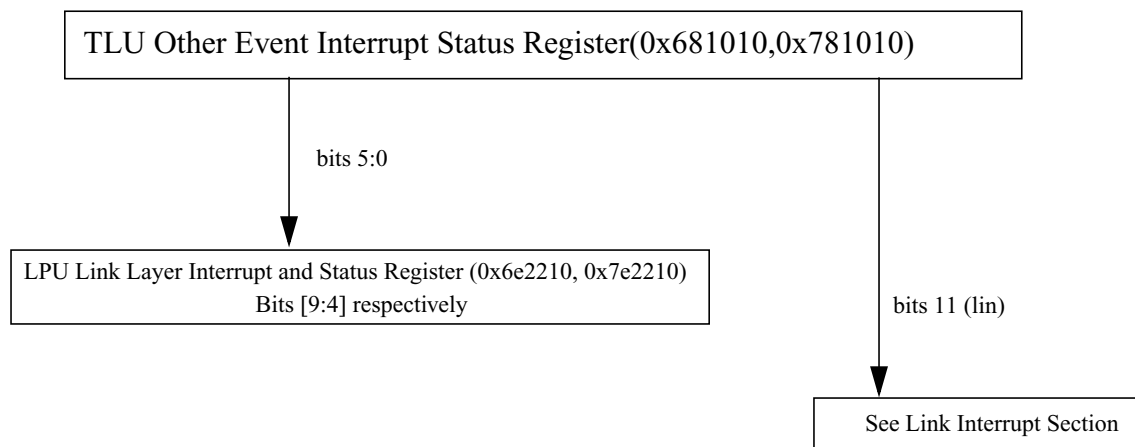 TLU Other Event Interrupt Status Register(0x681010,0x781010)
bits 5:0
LPU Link Layer Interrupt and Status Register (0x6e2210, 0x7e2210)
Bits [9:4] respectively
bits 11 (lin)
See Link Interrupt Section